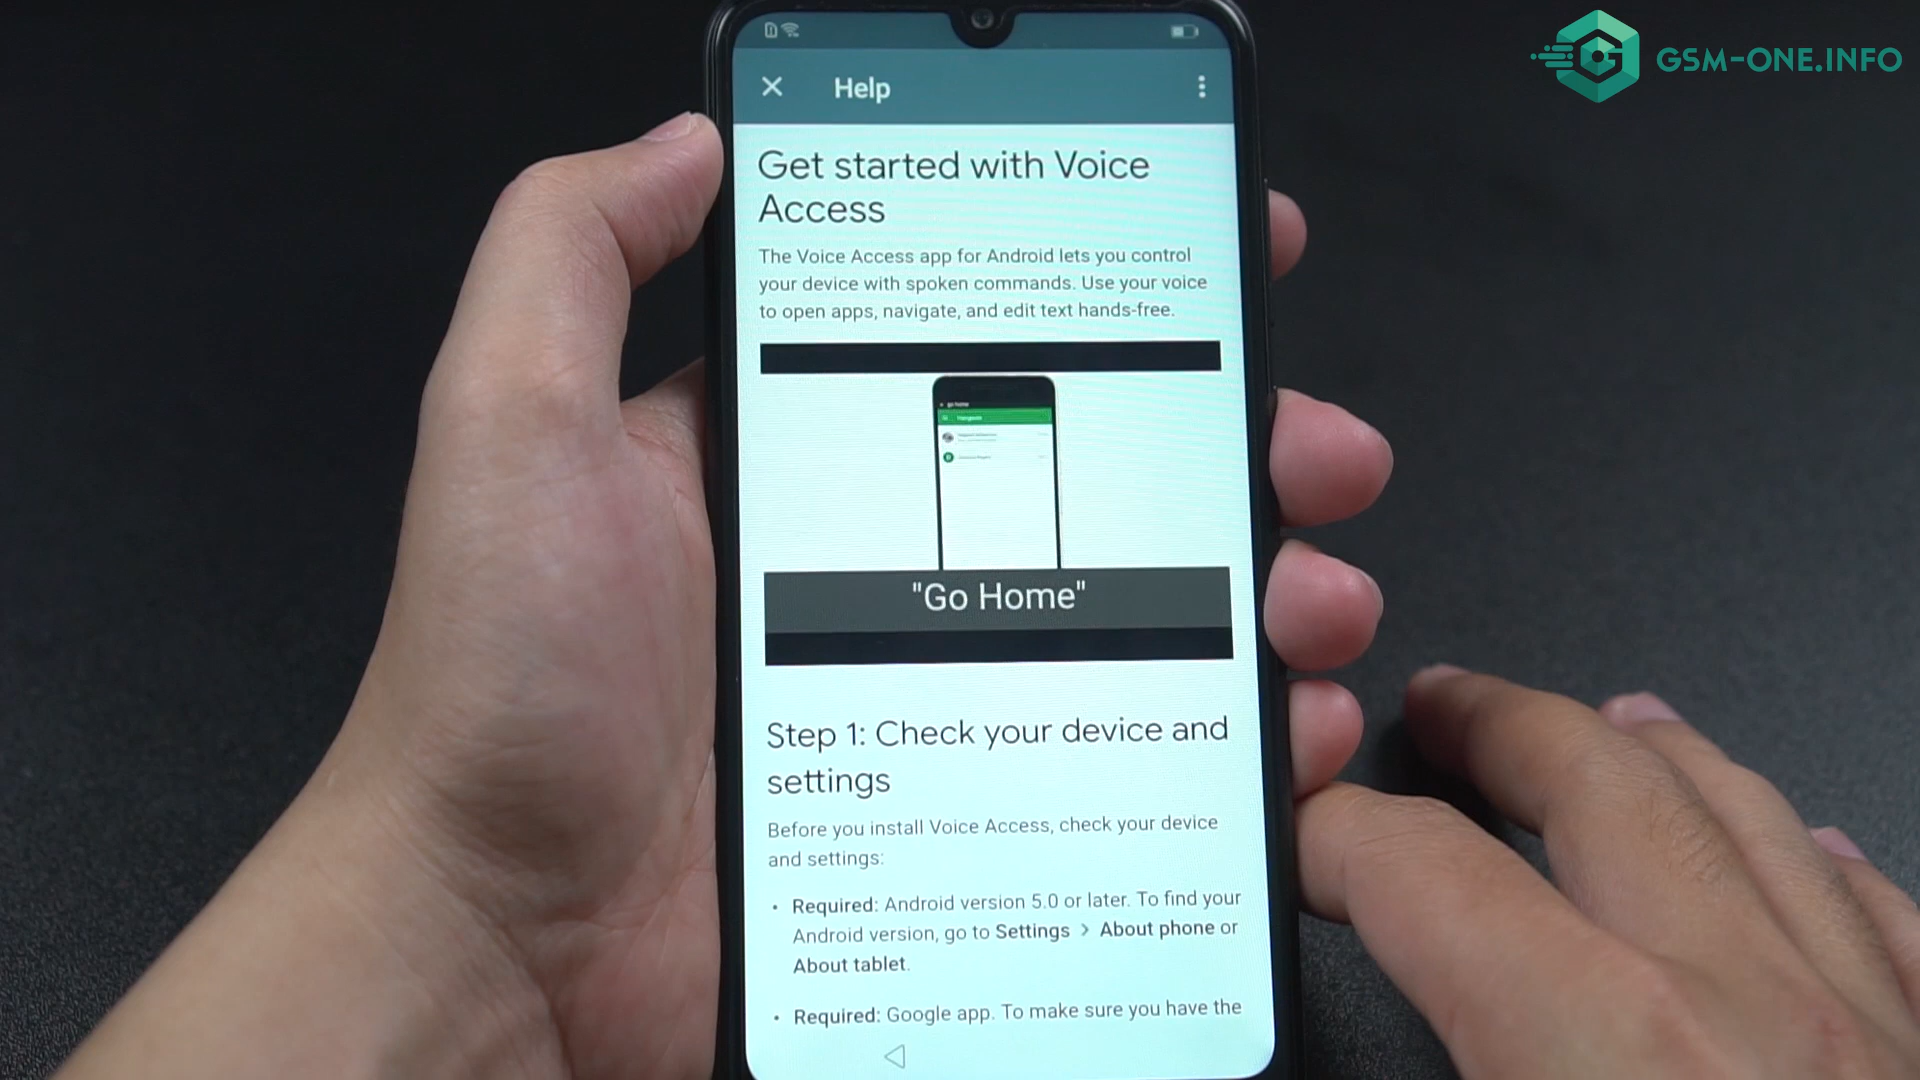 GSM-ONE.INFO
Help
Get started with Voice
Access
The Voice Access app for Android lets you control
your device with spoken commands. Use your voice
to open apps, navigate, and edit text hands-free.
go home
Hangouts
"Go Home"
Step 1: Check your device and
settings
Before you install Voice Access, check your device
and settings:
• Required: Android version 5.0 or later. To find your
Android version, go to Settings > About phone or
About tablet.
• Required: Google app. To make sure you have the